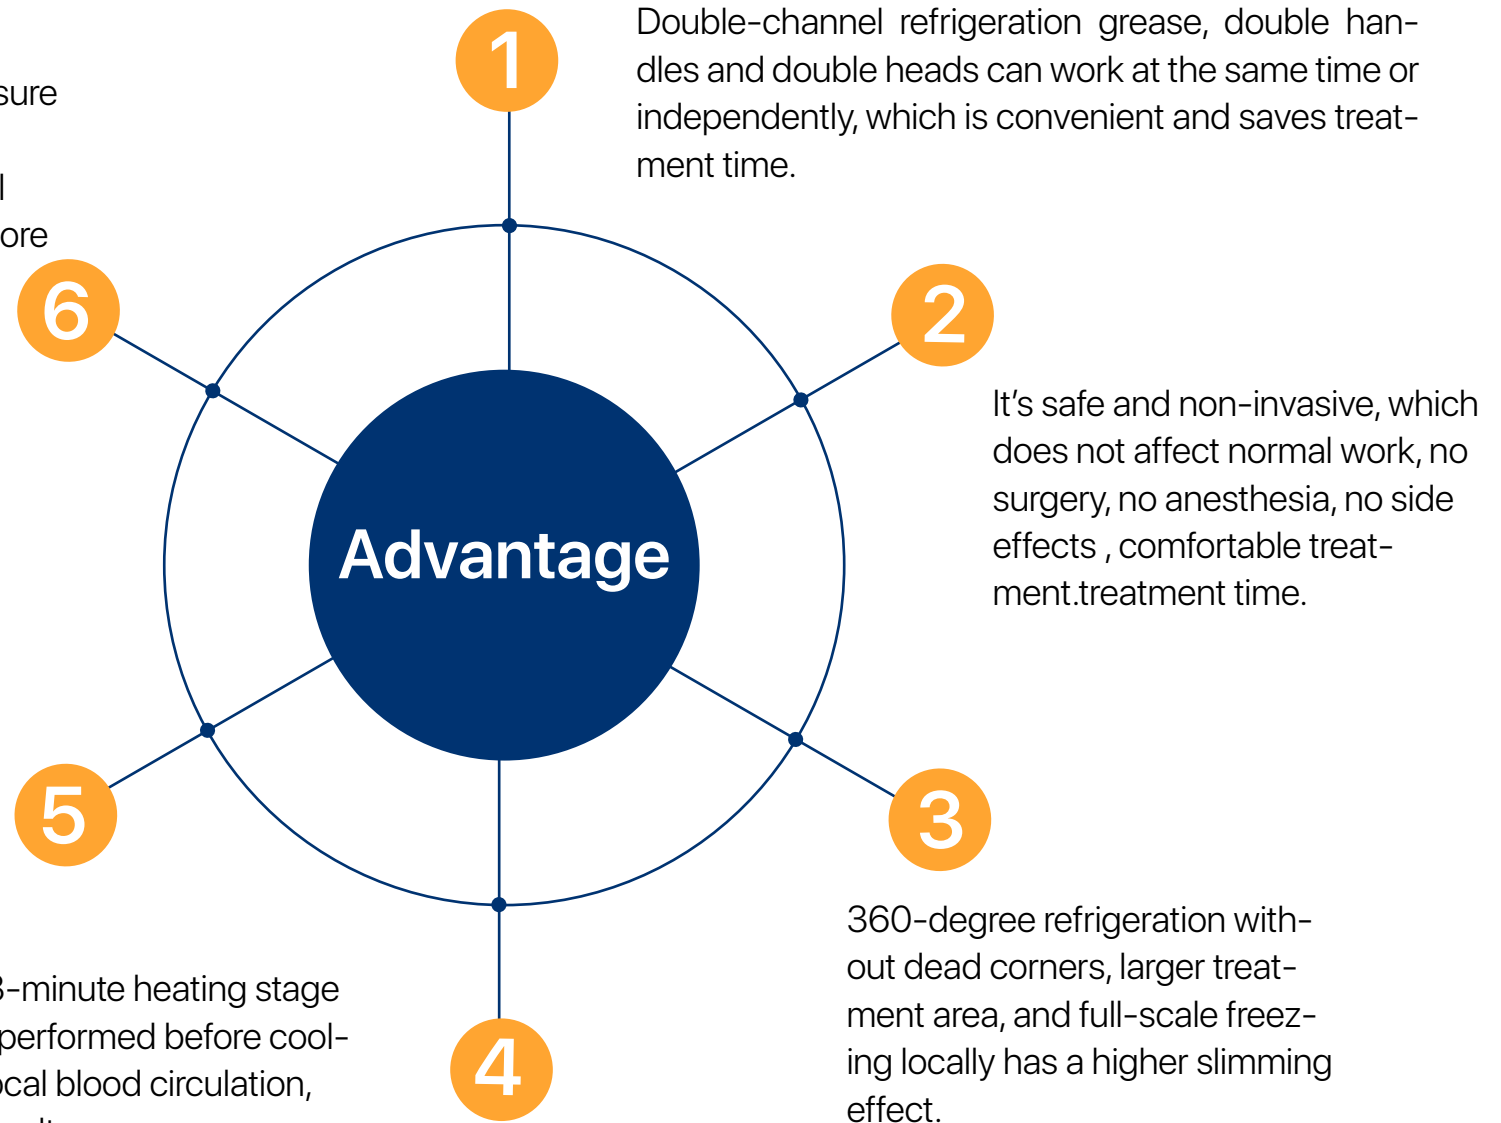 1
Double-channel refrigeration grease, double han-
dles and double heads can work at the same time or
independently, which is convenient and saves treat-
ment time.
2
It's safe and non-invasive, which
does not affect normal work, no
surgery, no anesthesia, no side
effects , comfortable treat-
ment.treatment time.
Advantage
3
360-degree refrigeration with-
out dead corners, larger treat-
ment area, and full-scale freez-
ing locally has a higher slimming
effect.
4
-minute heating stage
performed before cool-
blood circulation,
5
6